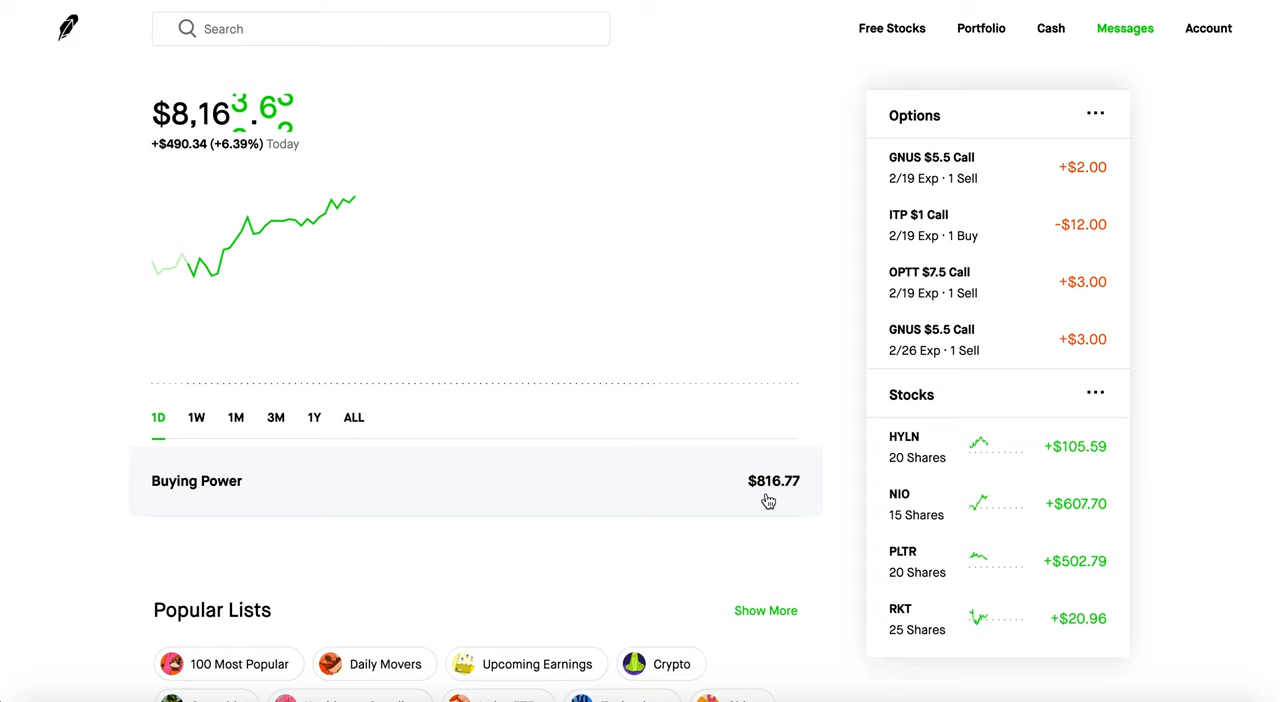 Search
Free Stocks
Portfolio
Cash
Messages
Account
$8,163.63
+$490.34 (+6.39%) Today
1D
1W
1M
3M
1Y
ALL
Buying Power
$816.77
Popular Lists
Show More
100 Most Popular
Daily Movers
Upcoming Earnings
Crypto
Options
GNUS $5.5 Call
2/19 Exp · 1 Sell
+$2.00
ITP $1 Call
2/19 Exp · 1 Buy
-$12.00
OPTT $7.5 Call
2/19 Exp · 1 Sell
+$3.00
GNUS $5.5 Call
2/26 Exp · 1 Sell
+$3.00
Stocks
HYLN
20 Shares
+$105.59
NIO
15 Shares
+$607.70
PLTR
20 Shares
+$502.79
RKT
25 Shares
+$20.96